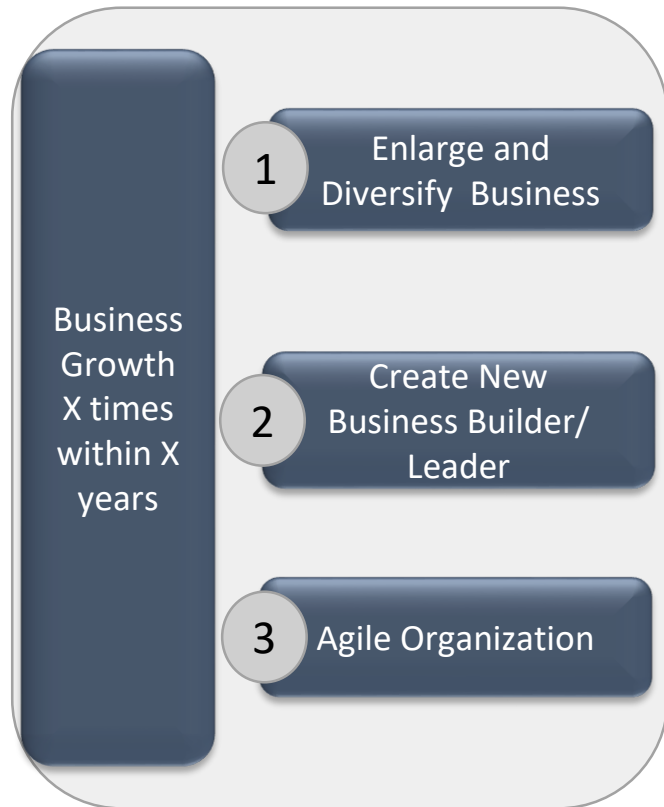 Business
Growth
X times
within X
years
1
Enlarge and
Diversify  Business
2
Create New
Business Builder/
Leader
3
Agile Organization